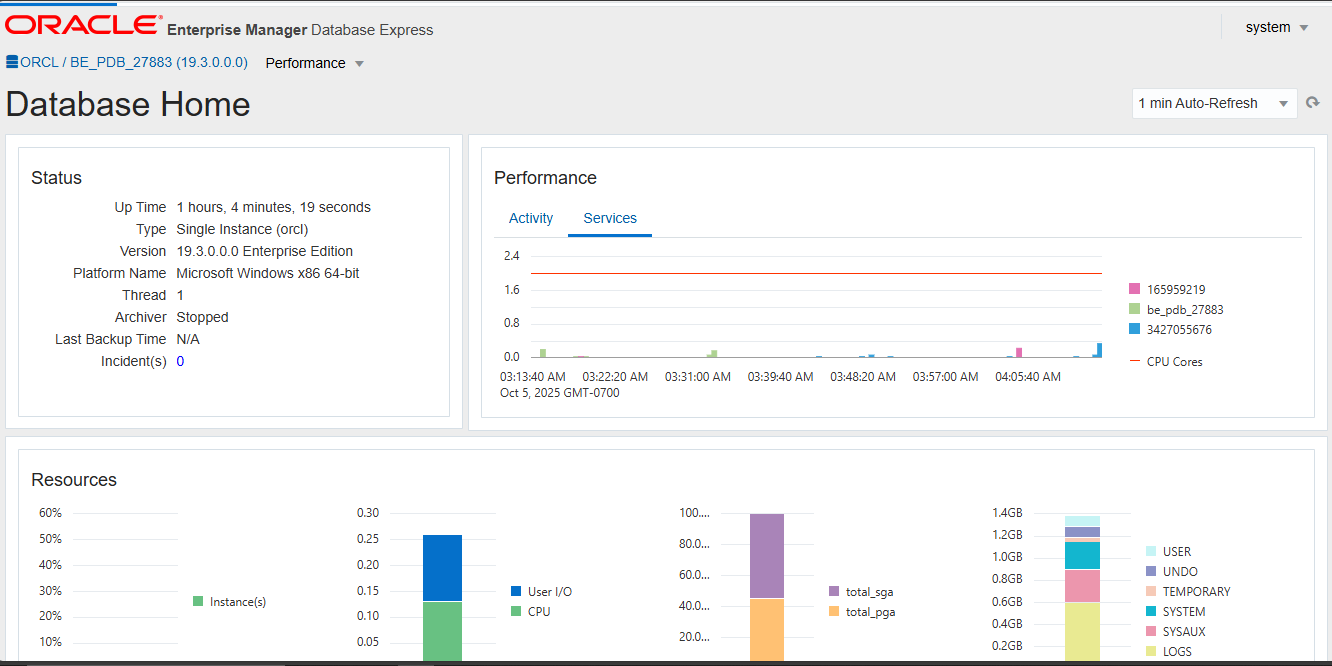 ORACLE Enterprise Manager Database Express
system
ORCL / BE_PDB_27883 (19.3.0.0.0) Performance
Database Home
1 min Auto-Refresh
Status
Up Time 1 hours, 4 minutes, 19 seconds
Type Single Instance (orcl)
Version 19.3.0.0.0 Enterprise Edition
Platform Name Microsoft Windows x86 64-bit
Thread 1
Archiver Stopped
Last Backup Time N/A
Incident(s) 0
Performance
Activity Services
2.4
1.6
0.8
0.0
03:13:40 AM 03:22:20 AM 03:31:00 AM 03:39:40 AM 03:48:20 AM 03:57:00 AM 04:05:40 AM
Oct 5, 2025 GMT-0700
165959219
be_pdb_27883
3427055676
CPU Cores
Resources
60%
50%
40%
30%
20%
10%
Instance(s)
0.30
0.25
0.20
0.15
0.10
0.05
User I/O
CPU
100....
80.0...
60.0...
40.0...
20.0...
total_sga
total_pga
1.4GB
1.2GB
1.0GB
0.8GB
0.6GB
0.4GB
0.2GB
USER
UNDO
TEMPORARY
SYSTEM
SYSAUX
LOGS